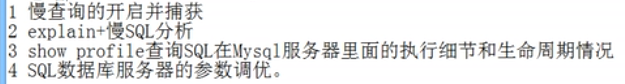 1 慢查询的开启并捕获
2 explain+慢SQL分析
3 show profile查询SQL在Mysql服务器里面的执行细节和生命周期情况
4 SQL数据库服务器的参数调优。